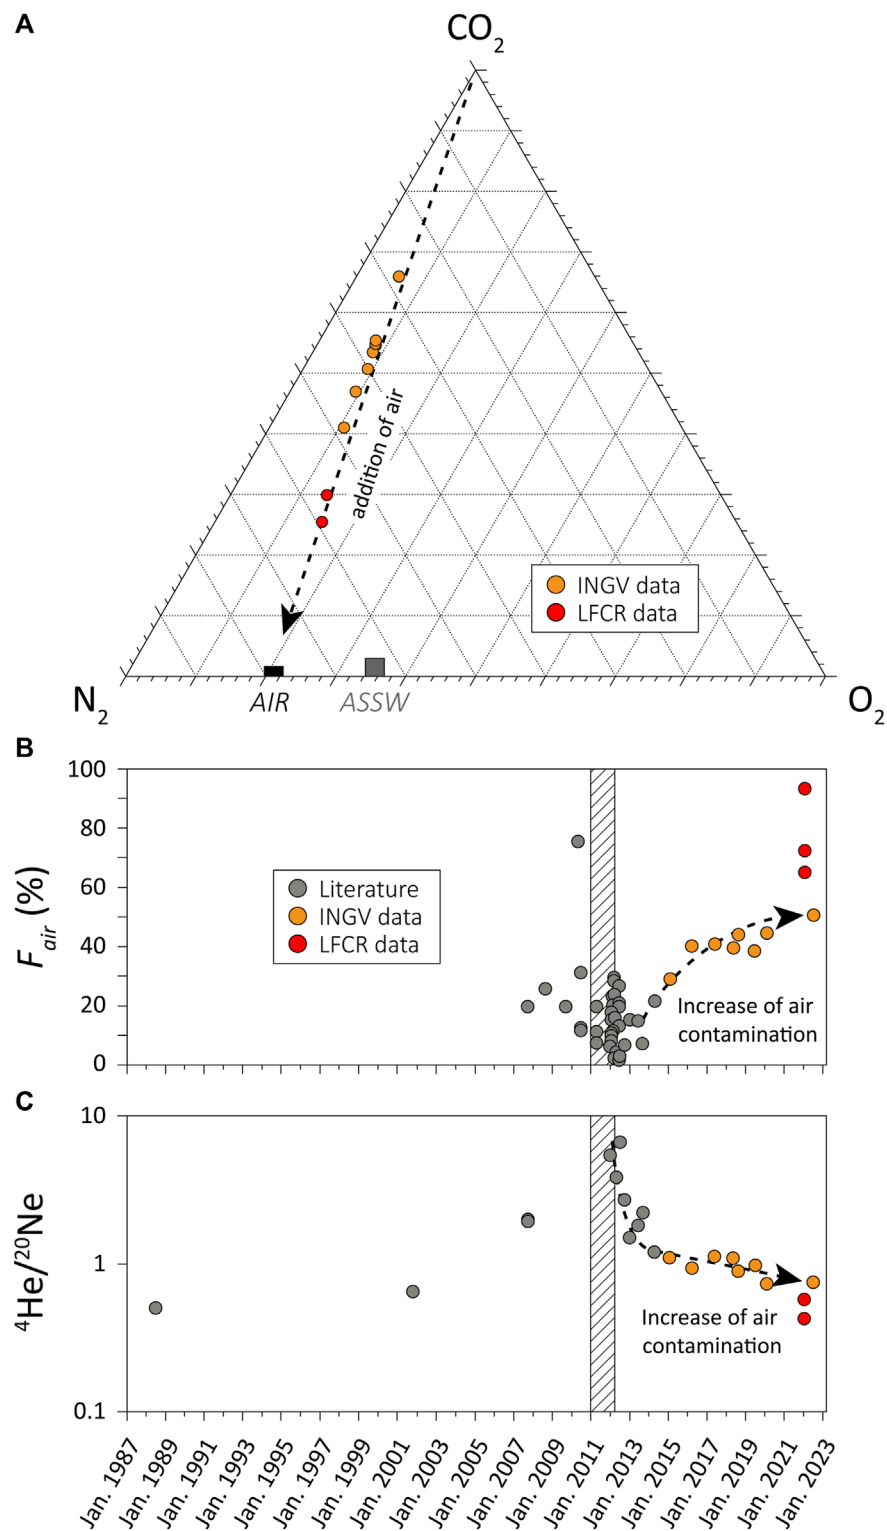 A
CO2
addition of air
INGV data
LFCR data
N2
AIR
ASSW
O2
B
100
80
60
40
20
0
Fair (%)
Literature
INGV data
LFCR data
Increase of air
contamination
C
10
1
0.1
4He/20Ne
Increase of air
contamination
Jan. 1987
Jan. 1989
Jan. 1991
Jan. 1993
Jan. 1995
Jan. 1997
Jan. 1999
Jan. 2001
Jan. 2003
Jan. 2005
Jan. 2007
Jan. 2009
Jan. 2011
Jan. 2013
Jan. 2015
Jan. 2017
Jan. 2019
Jan. 2021
Jan. 2023